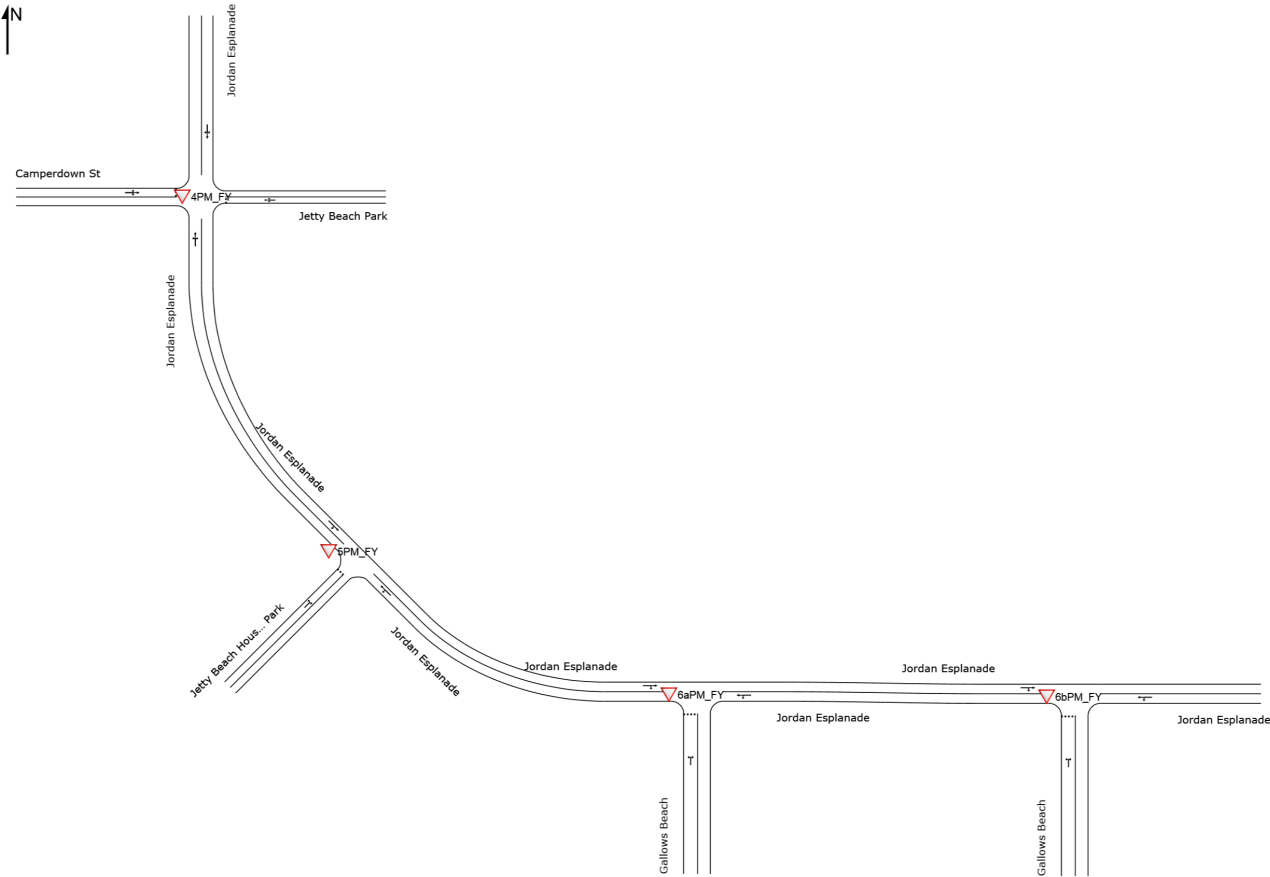 N
Jordan Esplanade
Camperdown St
4PM_FY
Jetty Beach Park
Jordan Esplanade
Jordan Esplanade
5PM_FY
Jetty Beach Hous... Park
Jordan Esplanade
Jordan Esplanade
Jordan Esplanade
6aPM_FY
6bPM_FY
Jordan Esplanade
Jordan Esplanade
Gallows Beach
Gallows Beach